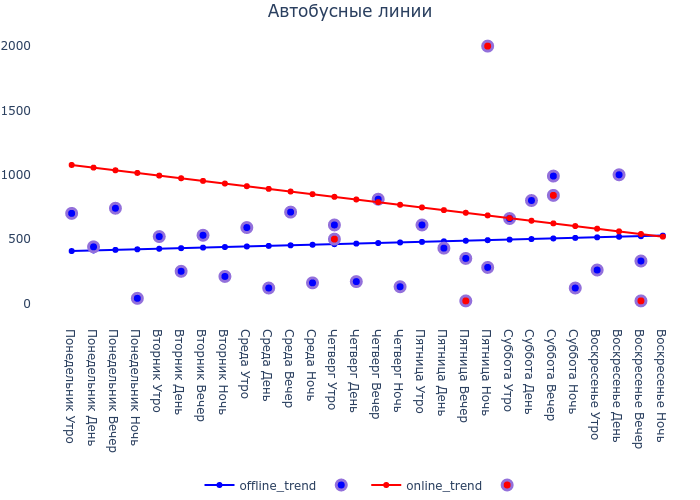 Автобусные линии
2000
1500
1000
500
0
Понедельник Утро
Понедельник День
Понедельник Вечер
Понедельник Ночь
Вторник Утро
Вторник День
Вторник Вечер
Вторник Ночь
Среда Утро
Среда День
Среда Вечер
Среда Ночь
Четверг Утро
Четверг День
Четверг Вечер
Четверг Ночь
Пятница Утро
Пятница День
Пятница Вечер
Пятница Ночь
Суббота Утро
Суббота День
Суббота Вечер
Суббота Ночь
Воскресенье Утро
Воскресенье День
Воскресенье Вечер
Воскресенье Ночь
offline_trend
online_trend